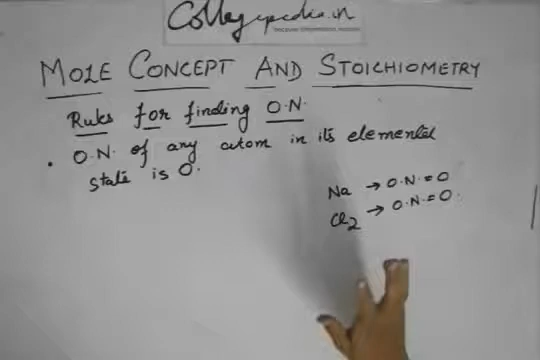 Collegepedia.in
MOLE CONCEPT AND STOICHIOMETRY
Rules for finding O.N.
• O.N. of any atom in its elemental
state is 0.
Na → O.N. = 0
Cl2 → O.N. = 0.